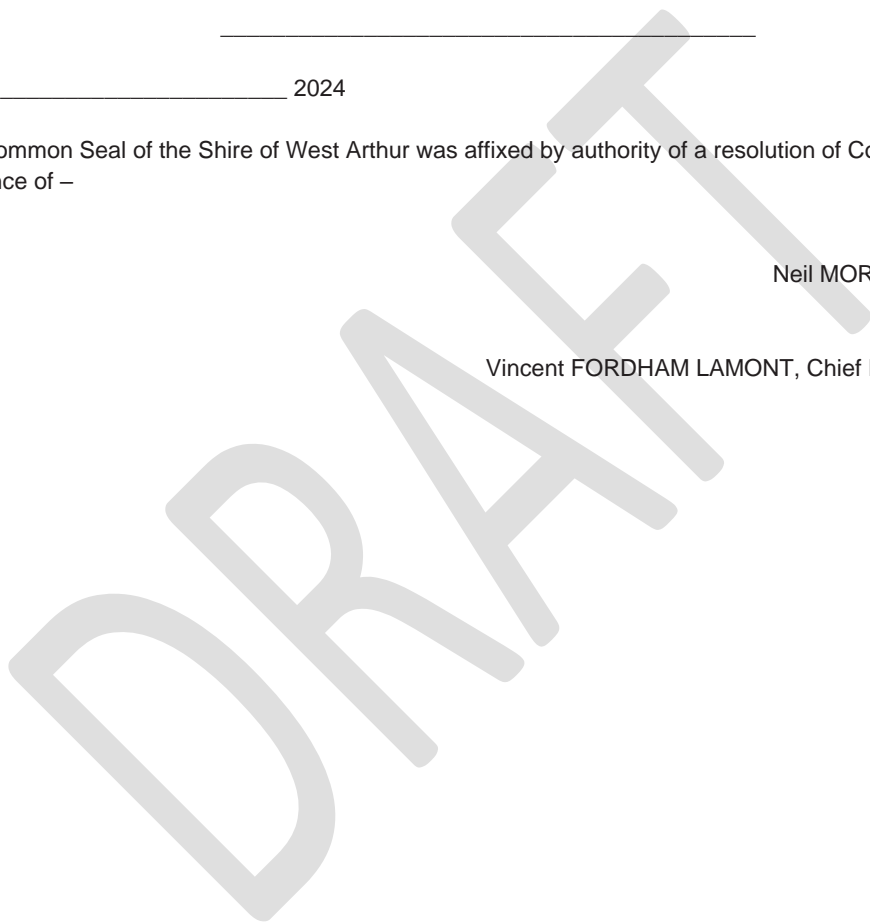 2024
ommon Seal of the Shire of West Arthur was affixed by authority of a resolution of Co
nce of –
Neil MOR
Vincent FORDHAM LAMONT, Chief
DRAFT